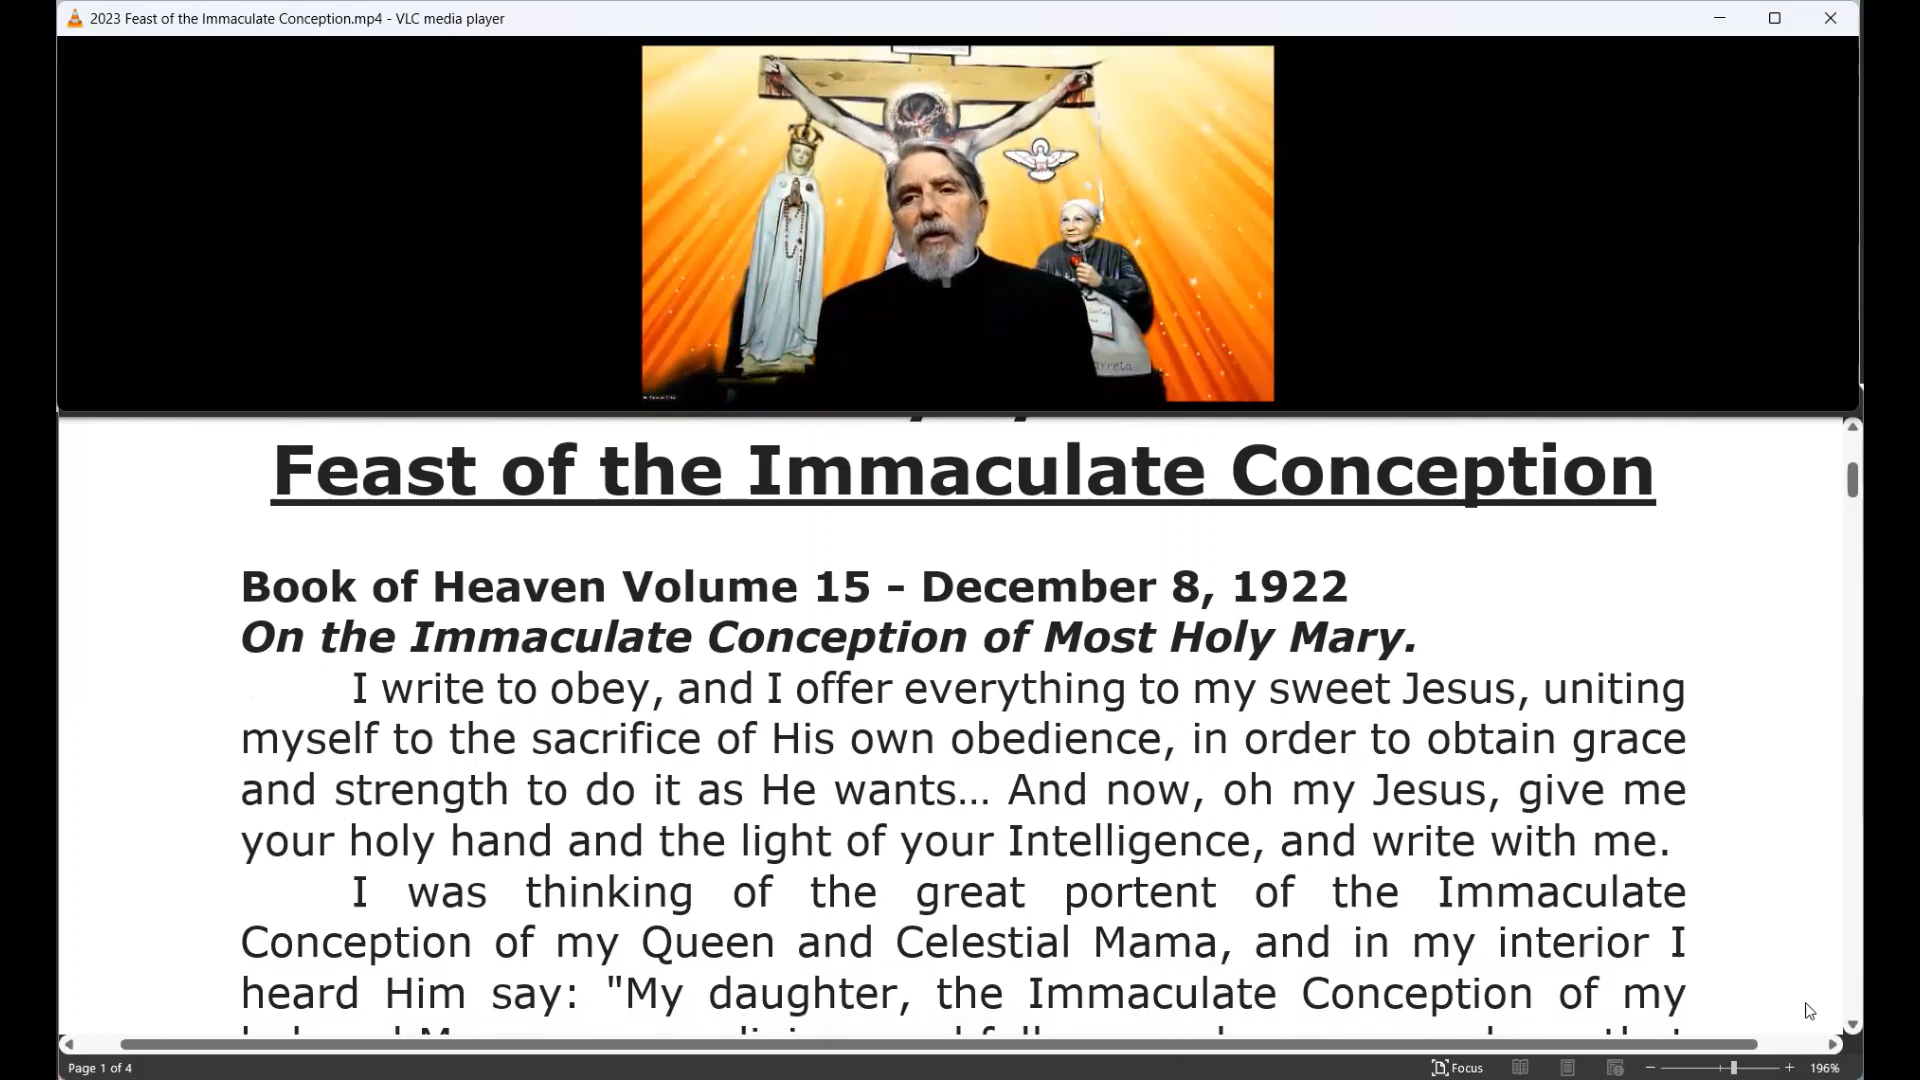 2023 Feast of the Immaculate Conception.mp4 - VLC media player
Feast of the Immaculate Conception
Book of Heaven Volume 15 - December 8, 1922
On the Immaculate Conception of Most Holy Mary.
I write to obey, and I offer everything to my sweet Jesus, uniting
myself to the sacrifice of His own obedience, in order to obtain grace
and strength to do it as He wants... And now, oh my Jesus, give me
your holy hand and the light of your Intelligence, and write with me.
I was thinking of the great portent of the Immaculate
Conception of my Queen and Celestial Mama, and in my interior I
heard Him say: "My daughter, the Immaculate Conception of my
Page 1 of 4
Focus
196%